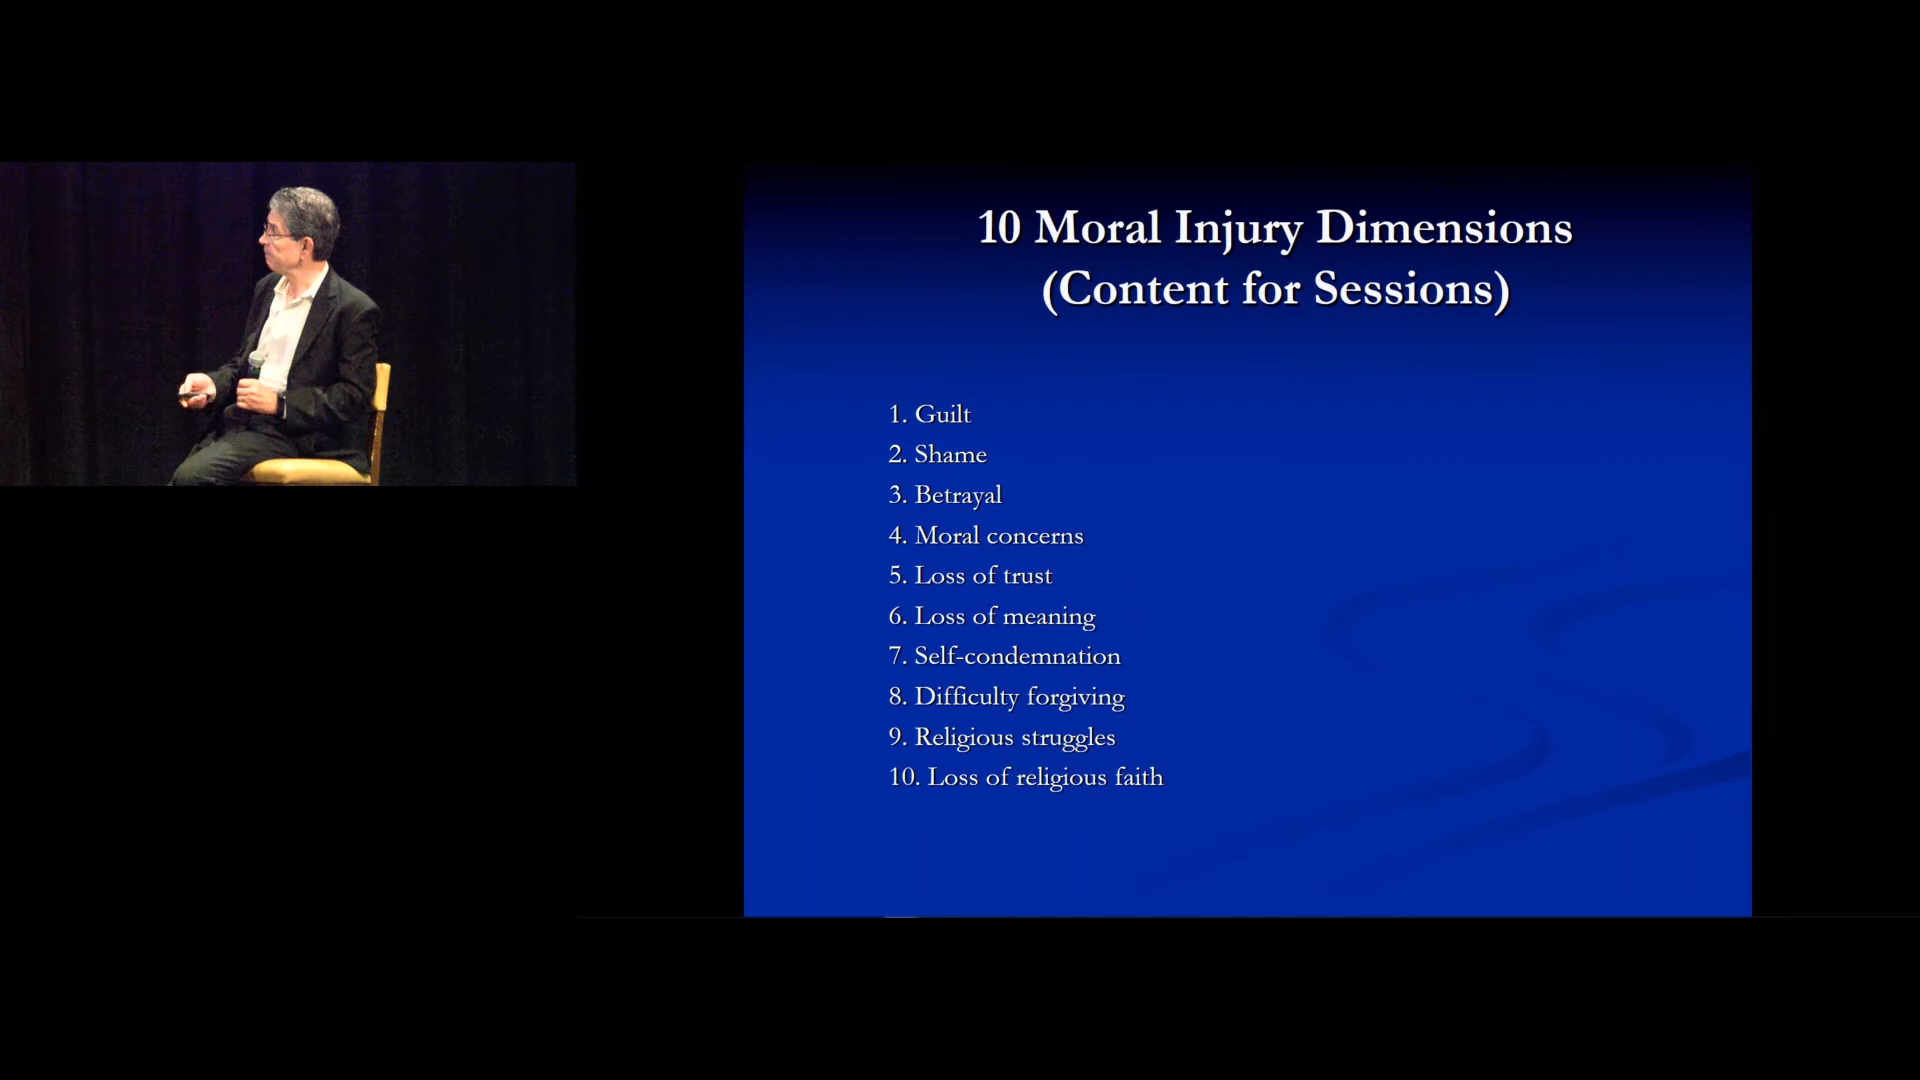 10 Moral Injury Dimensions
(Content for Sessions)
1. Guilt
2. Shame
3. Betrayal
4. Moral concerns
5. Loss of trust
6. Loss of meaning
7. Self-condemnation
8. Difficulty forgiving
9. Religious struggles
10. Loss of religious faith